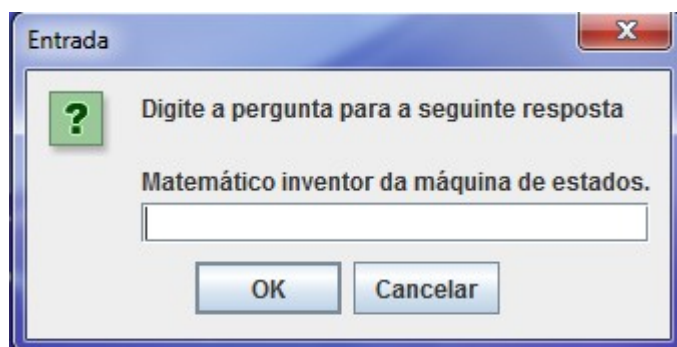 Entrada
X
?
Digite a pergunta para a seguinte resposta
Matemático inventor da máquina de estados.
OK Cancelar